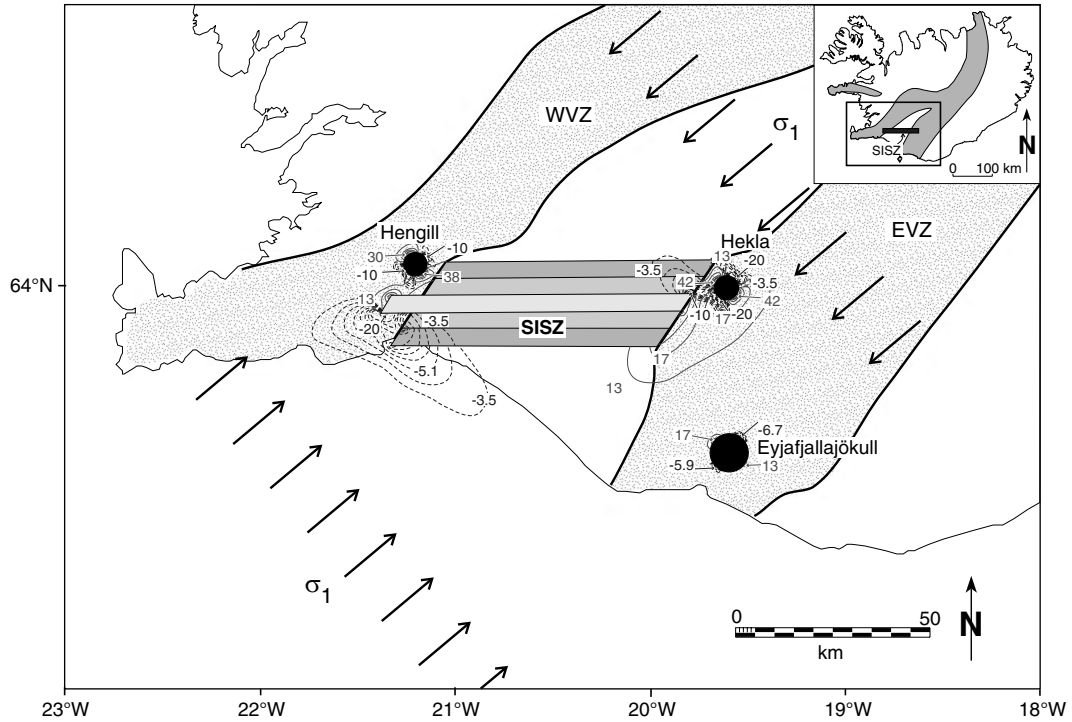 WVZ
σ1
N
SISZ
0 100 km
Hengill
30
-10
-10
38
Hekla
EVZ
13
-20
-3.5
-3.5
42
42
-10
17
-20
64°N
13
-20
-3.5
SISZ
-5.1
-3.5
17
13
17
-6.7
Eyjafjallajökull
-5.9
13
σ1
0 50
km
N
23°W 22°W 21°W 20°W 19°W 18°W